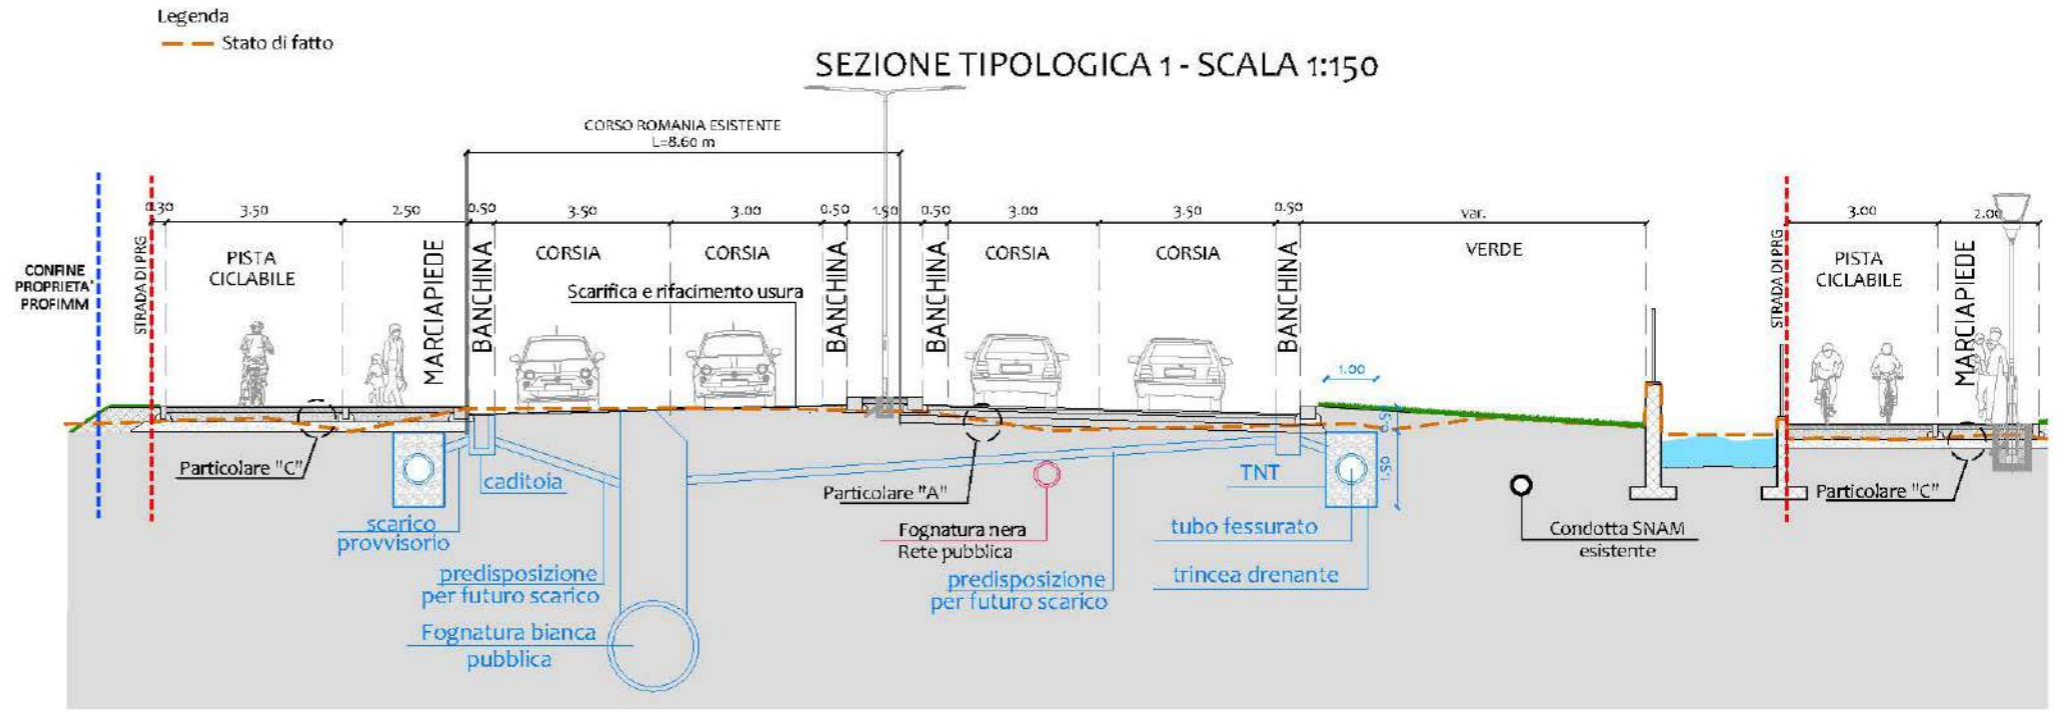 Legenda
Stato di fatto
SEZIONE TIPOLOGICA 1 - SCALA 1:150
CORSO ROMANIA ESISTENTE
L=8.60 m
0.30
3.50
2.50
0.50
3.50
3.00
0.50
1.50
0.50
3.00
3.50
0.50
var.
3.00
2.00
CONFINE
PROPRIETA'
PROFIMM
STRADA DI PRG
PISTA
CICLABILE
MARCIAPIEDE
BANCHINA
CORSIA
CORSIA
Scarifica e rifacimento usura
BANCHINA
BANCHINA
CORSIA
CORSIA
BANCHINA
VERDE
STRADA DI PRG
PISTA
CICLABILE
MARCIAPIEDE
1.00
0.50
1.50
Particolare "C"
caditoia
scarico
provvisorio
predisposizione
per futuro scarico
Fognatura bianca
pubblica
Particolare "A"
Fognatura nera
Rete pubblica
predisposizione
per futuro scarico
TNT
tubo fessurato
trincea drenante
Condotta SNAM
esistente
Particolare "C"